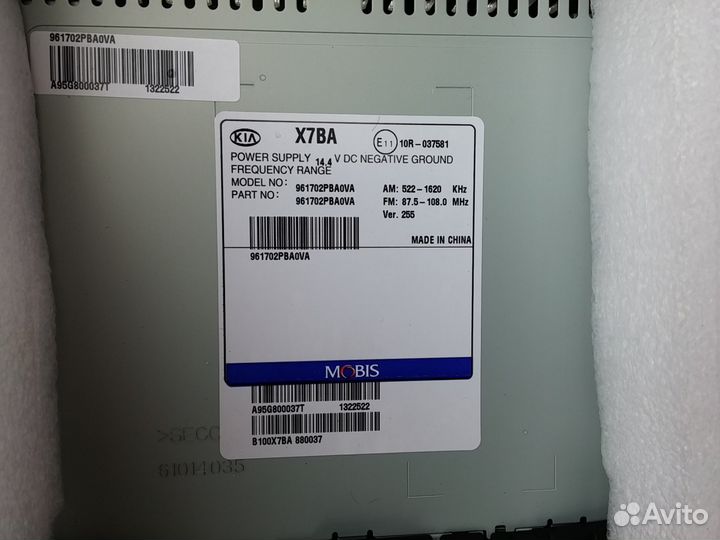 961702PBA0VA
A95G800037T 1322522
KIA X7BA E11 10R-037581
POWER SUPPLY 14.4 V DC NEGATIVE GROUND
FREQUENCY RANGE
MODEL NO: 961702PBA0VA AM: 522-1620 KHz
PART NO: 961702PBA0VA FM: 87.5-108.0 MHz
Ver. 255
MADE IN CHINA
961702PBA0VA
MOBIS
A95G800037T 1322522
B100X7BA 880037
>SECC
61014035
Avito